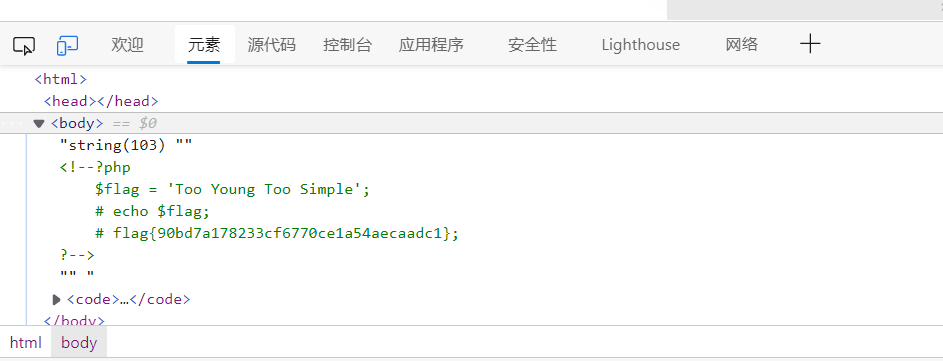 欢迎 元素 源代码 控制台 应用程序 安全性 Lighthouse 网络
<html>
<head></head>
<body> == $0
"string(103) ""
<!--?php
$flag = 'Too Young Too Simple';
# echo $flag;
# flag{90bd7a178233cf6770ce1a54aecaadc1};
?-->
"" "
<code>…</code>
</body>
html body